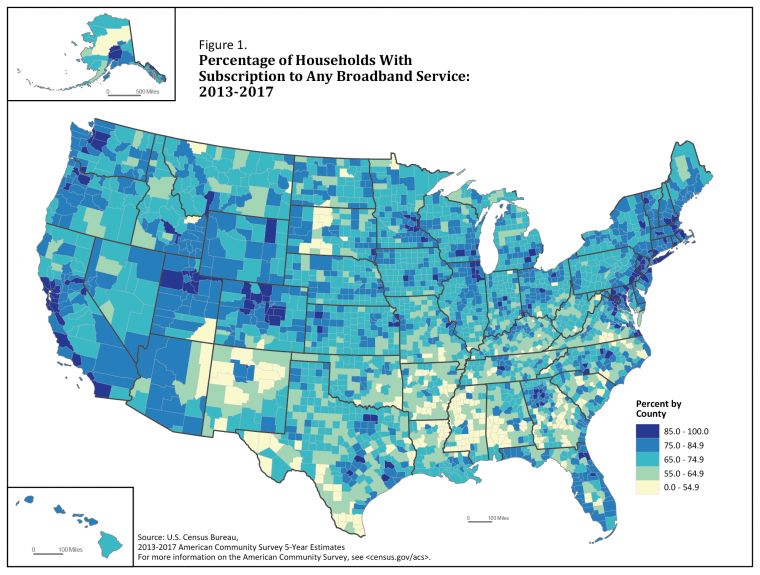 Figure 1.
Percentage of Households With
Subscription to Any Broadband Service:
2013-2017
0 500 Miles
Percent by
County
85.0 - 100.0
75.0 - 84.9
65.0 - 74.9
55.0 - 64.9
0.0 - 54.9
0 100 Miles
0 100 Miles
Source: U.S. Census Bureau,
2013-2017 American Community Survey 5-Year Estimates
For more information on the American Community Survey, see <census.gov/acs>.